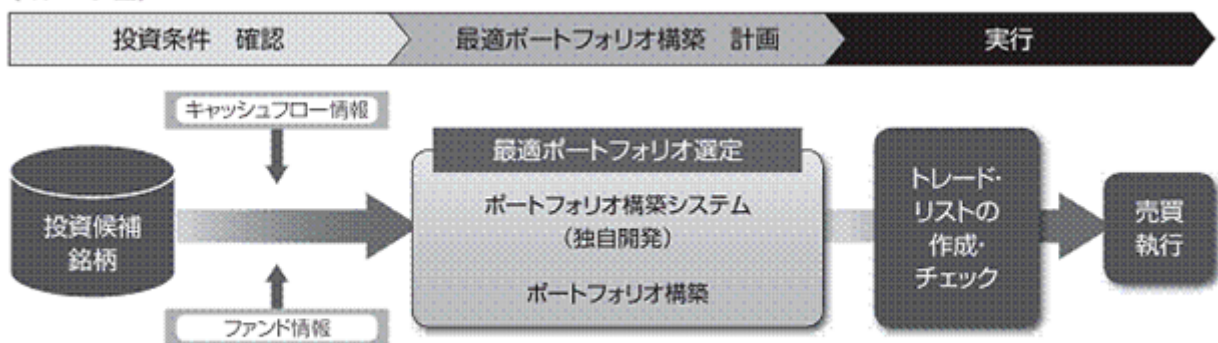 投資条件 確認
最適ポートフォリオ構築 計画
実行
キャッシュフロー情報
投資候補
銘柄
ファンド情報
最適ポートフォリオ選定
ポートフォリオ構築システム
（独自開発）
ポートフォリオ構築
トレード・
リストの
作成・
チェック
売買
執行